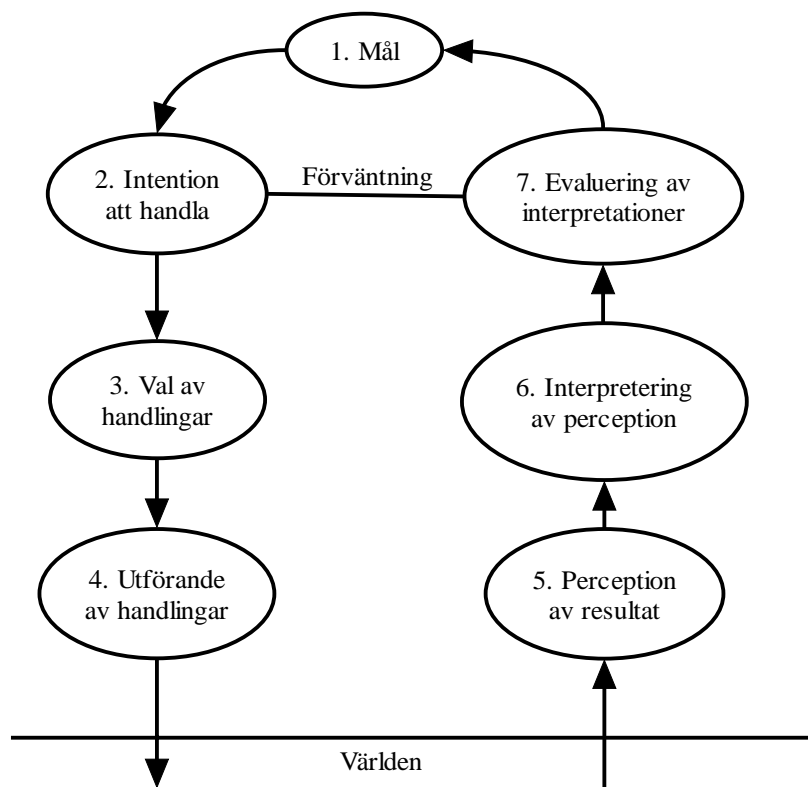 1. Mål
2. Intention
att handla
Förväntning
7. Evaluering av
interpretationer
3. Val av
handlingar
6. Interpretering
av perception
4. Utförande
av handlingar
5. Perception
av resultat
Världen